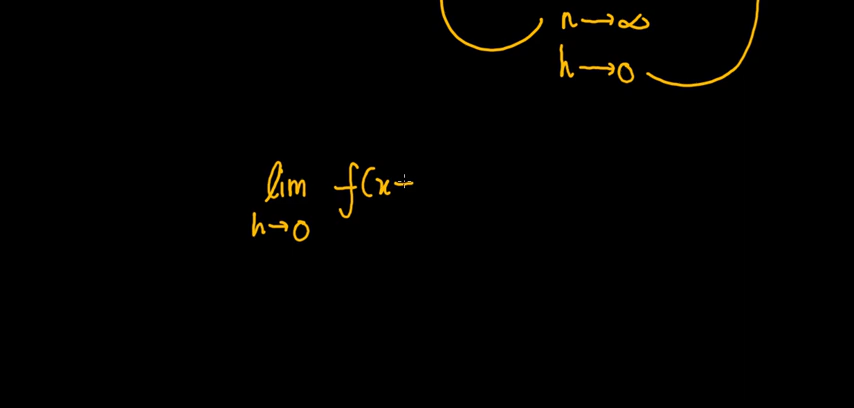 n→∞
h→0
lim f(x-
h→0